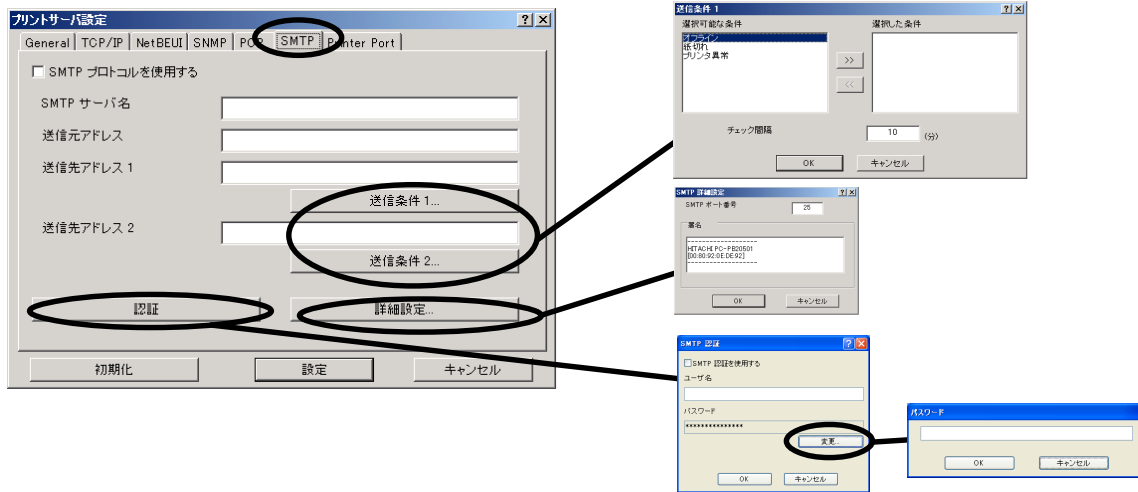 プリントサーバ設定
General TCP/IP NetBEUI SNMP POP SMTP Printer Port
SMTP プロトコルを使用する
SMTP サーバ名
送信元アドレス
送信先アドレス 1
送信条件 1...
送信先アドレス 2
送信条件 2...
認証
詳細設定...
初期化
設定
キャンセル
送信条件 1
選択可能な条件
選択した条件
オフライン
紙切れ
プリンタ異常
>>
<<
チェック間隔
10
(分)
OK
キャンセル
SMTP 詳細設定
SMTP ポート番号
25
署名
--------------------
HITACHI PC-PB20501
[00:80:92:0E:DE:92]
--------------------
OK
キャンセル
SMTP 認証
SMTP 認証を使用する
ユーザ名
パスワード
***************
変更...
OK
キャンセル
パスワード
OK
キャンセル